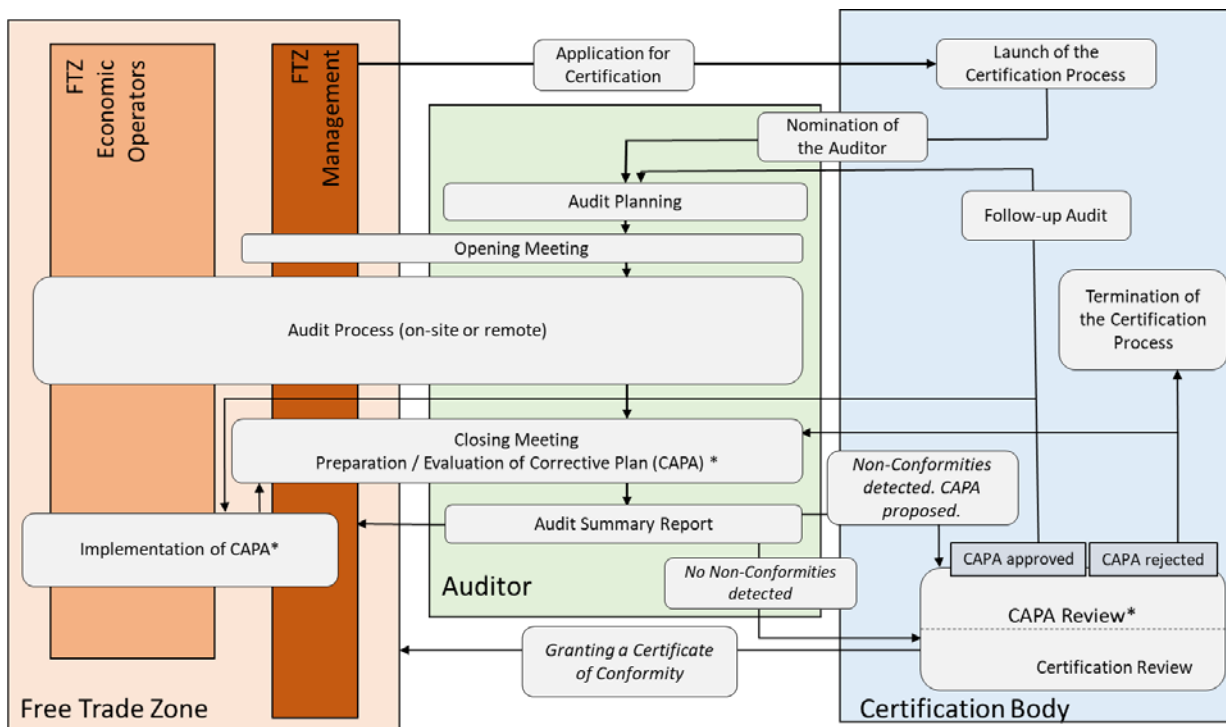 FTZ
Economic
Operators
FTZ
Management
Application for
Certification
Launch of the
Certification Process
Nomination of
the Auditor
Audit Planning
Follow-up Audit
Opening Meeting
Audit Process (on-site or remote)
Termination of
the Certification
Process
Closing Meeting
Preparation / Evaluation of Corrective Plan (CAPA) *
Non-Conformities
detected. CAPA
proposed.
Audit Summary Report
Implementation of CAPA*
CAPA approved
CAPA rejected
No Non-Conformities
detected
Auditor
CAPA Review*
Certification Review
Granting a Certificate
of Conformity
Free Trade Zone
Certification Body